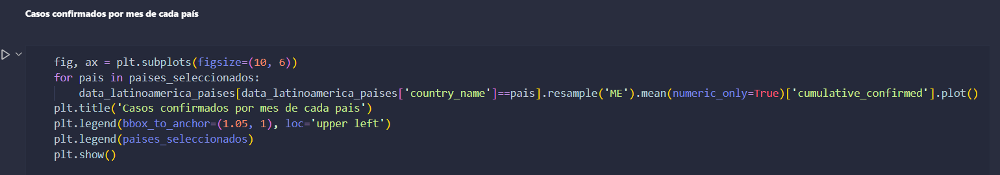 Casos confirmados por mes de cada país
fig, ax = plt.subplots(figsize=(10, 6))
for pais in paises_seleccionados:
    data_latinoamerica_paises[data_latinoamerica_paises['country_name']==pais].resample('ME').mean(numeric_only=True)['cumulative_confirmed'].plot()
plt.title('Casos confirmados por mes de cada pais')
plt.legend(bbox_to_anchor=(1.05, 1), loc='upper left')
plt.legend(paises_seleccionados)
plt.show()